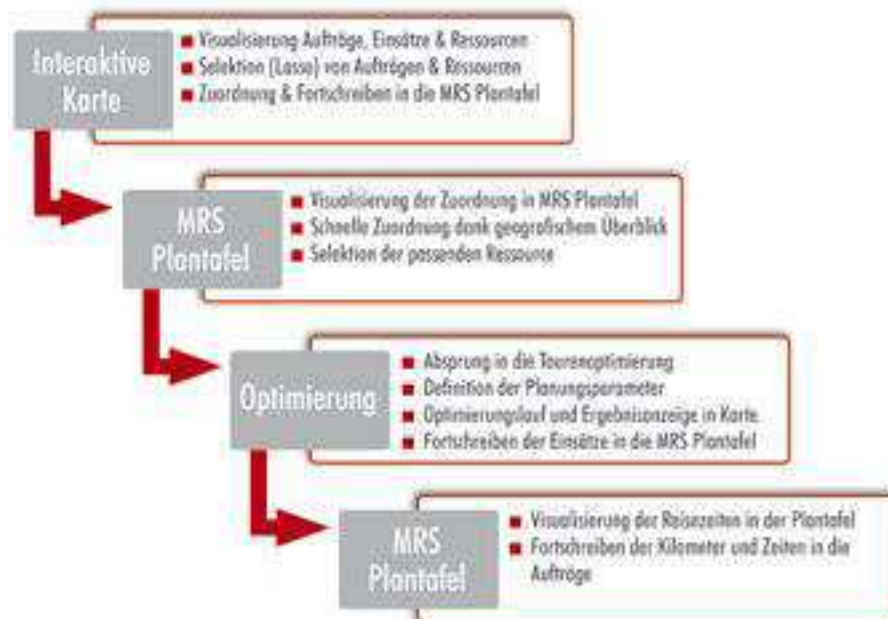 Interaktive
Karte
Visualisierung Aufträge, Einsätze & Ressourcen
Selektion (Lasso) von Aufträgen & Ressourcen
Zuordnung & Fortschreiben in die MRS Plantafel
MRS
Plantafel
Visualisierung der Zuordnung in MRS Plantafel
Schnelle Zuordnung dank geografischem Überblick
Selektion der passenden Ressource
Optimierung
Absprung in die Tourenoptimierung
Definition der Planungsparameter
Optimierungslauf und Ergebnisanzeige in Karte
Fortschreiben der Einsätze in die MRS Plantafel
MRS
Plantafel
Visualisierung der Reisezeiten in der Plantafel
Fortschreiben der Kilometer und Zeiten in die
Aufträge